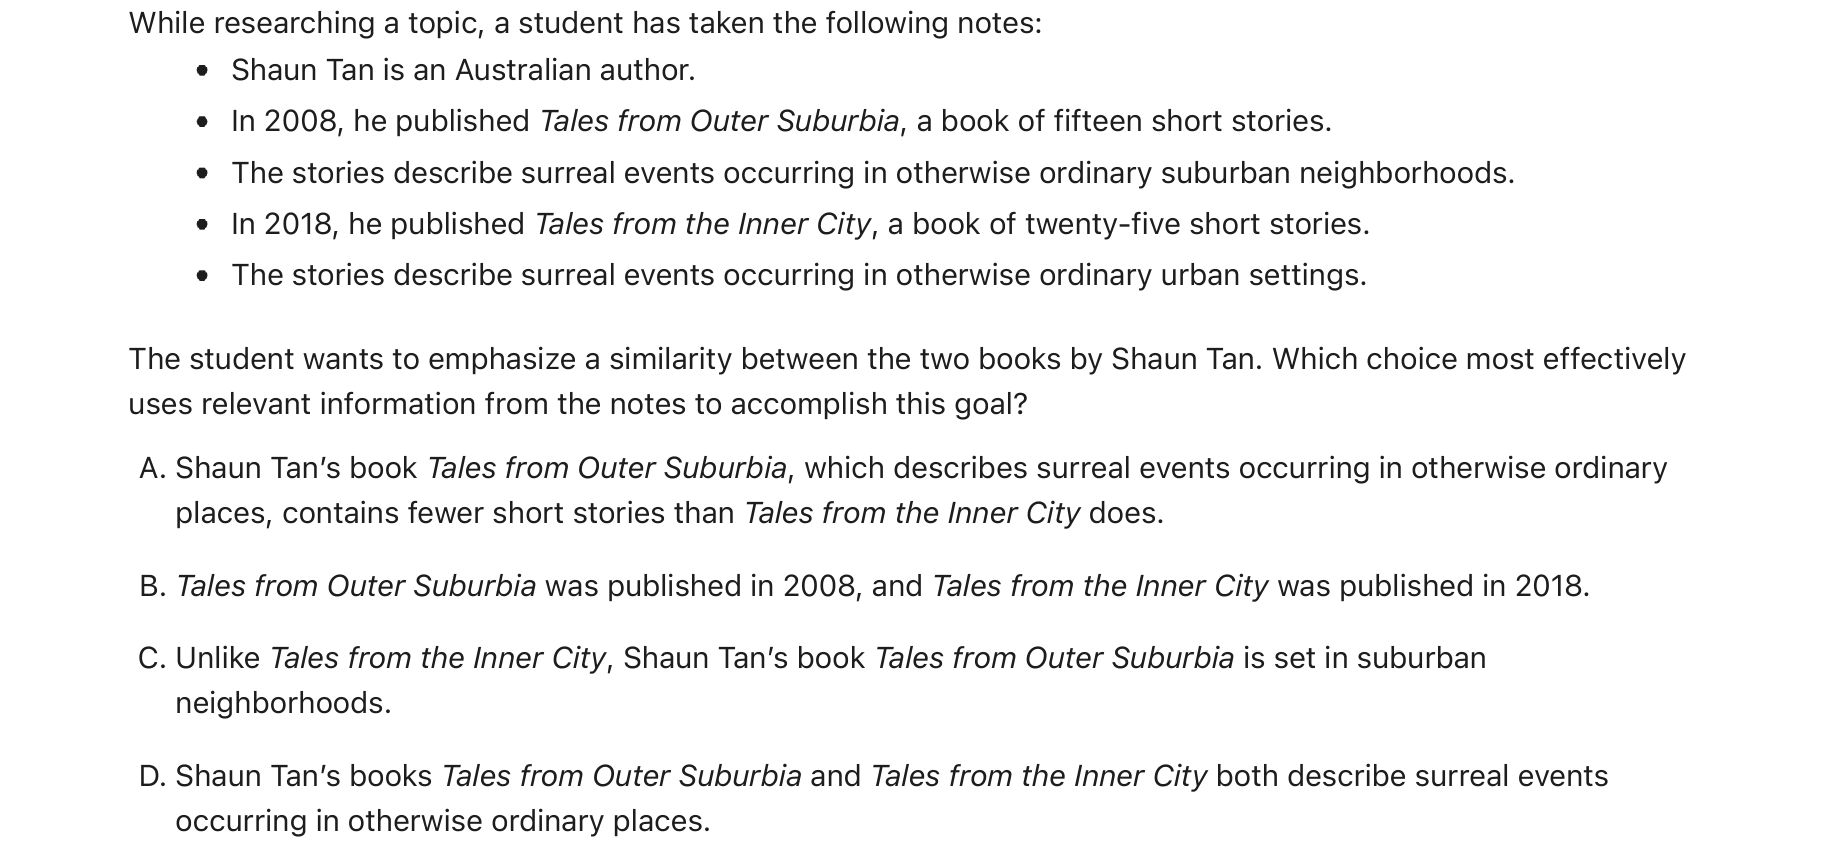 While researching a topic, a student has taken the following notes:
• Shaun Tan is an Australian author.
• In 2008, he published Tales from Outer Suburbia, a book of fifteen short stories.
• The stories describe surreal events occurring in otherwise ordinary suburban neighborhoods.
• In 2018, he published Tales from the Inner City, a book of twenty-five short stories.
• The stories describe surreal events occurring in otherwise ordinary urban settings.
The student wants to emphasize a similarity between the two books by Shaun Tan. Which choice most effectively
uses relevant information from the notes to accomplish this goal?
A. Shaun Tan’s book Tales from Outer Suburbia, which describes surreal events occurring in otherwise ordinary
places, contains fewer short stories than Tales from the Inner City does.
B. Tales from Outer Suburbia was published in 2008, and Tales from the Inner City was published in 2018.
C. Unlike Tales from the Inner City, Shaun Tan’s book Tales from Outer Suburbia is set in suburban
neighborhoods.
D. Shaun Tan’s books Tales from Outer Suburbia and Tales from the Inner City both describe surreal events
occurring in otherwise ordinary places.